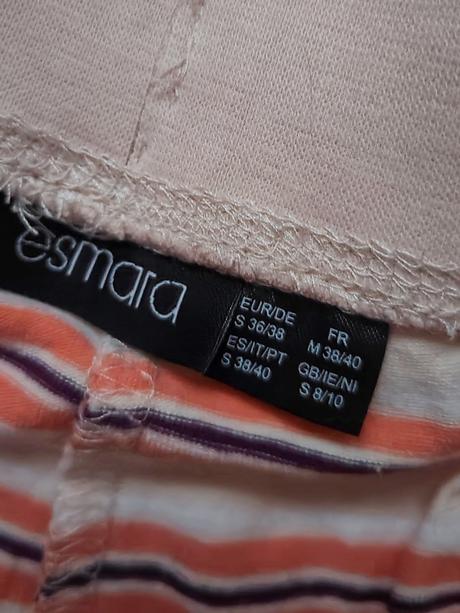 esmara
EUR/DE
S 36/38
ES/IT/PT
S 38/40
FR
M 38/40
GB/IE/NI
S 8/10